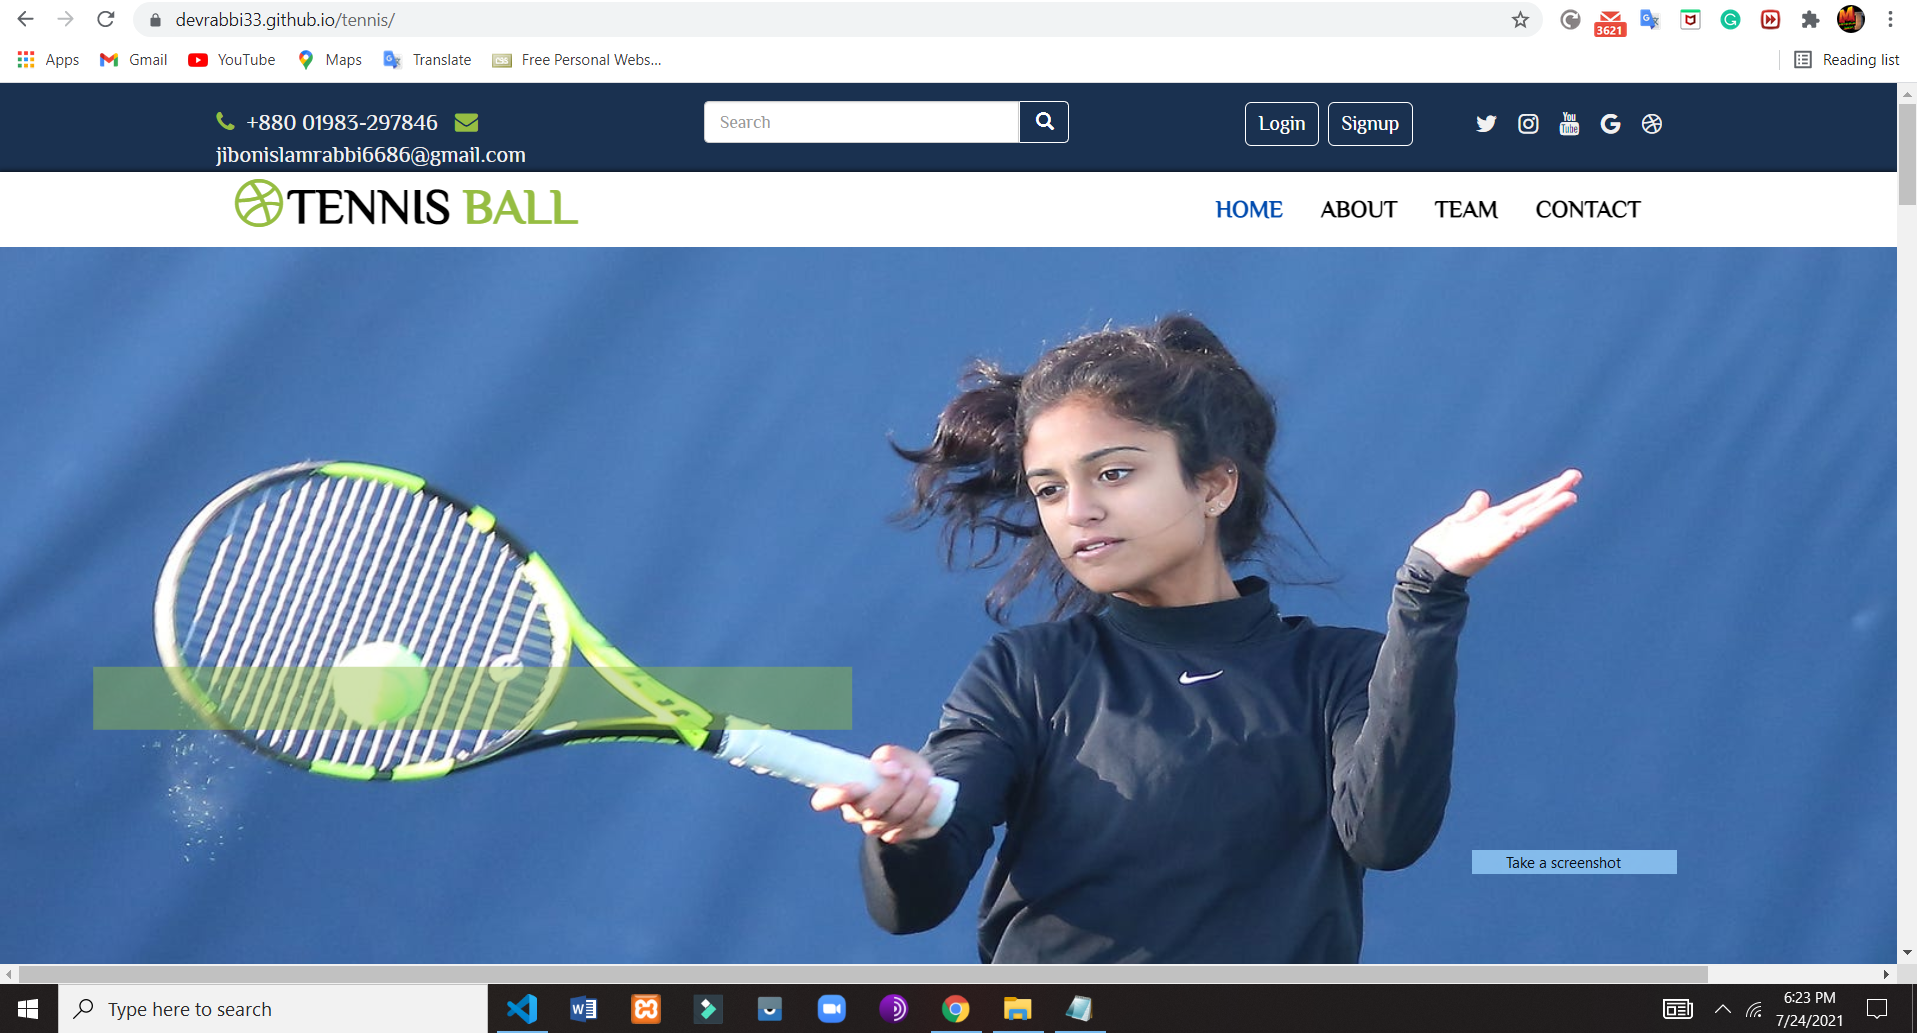 devrabbi33.github.io/tennis/
3621
Apps Gmail YouTube Maps Translate Free Personal Webs... Reading list
+880 01983-297846
jibonislamrabbi6686@gmail.com
Search
Login Signup
You
Tube
TENNIS BALL
HOME ABOUT TEAM CONTACT
Take a screenshot
Type here to search
6:23 PM
7/24/2021